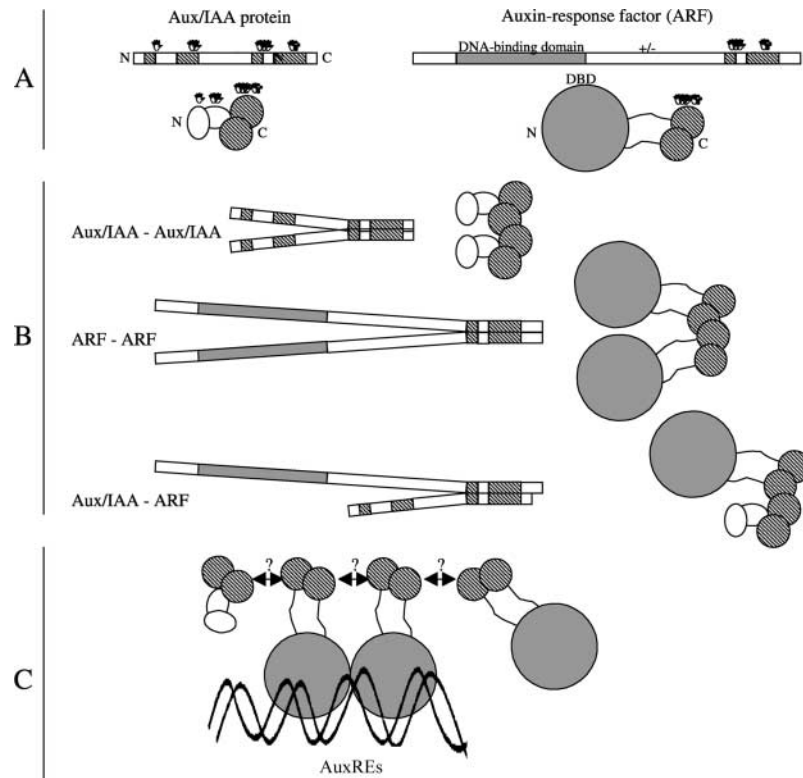 Aux/IAA protein
Auxin-response factor (ARF)
A
N
C
DNA-binding domain
+/-
DBD
N
C
N
C
B
Aux/IAA - Aux/IAA
ARF - ARF
Aux/IAA - ARF
C
? ? ?
AuxREs